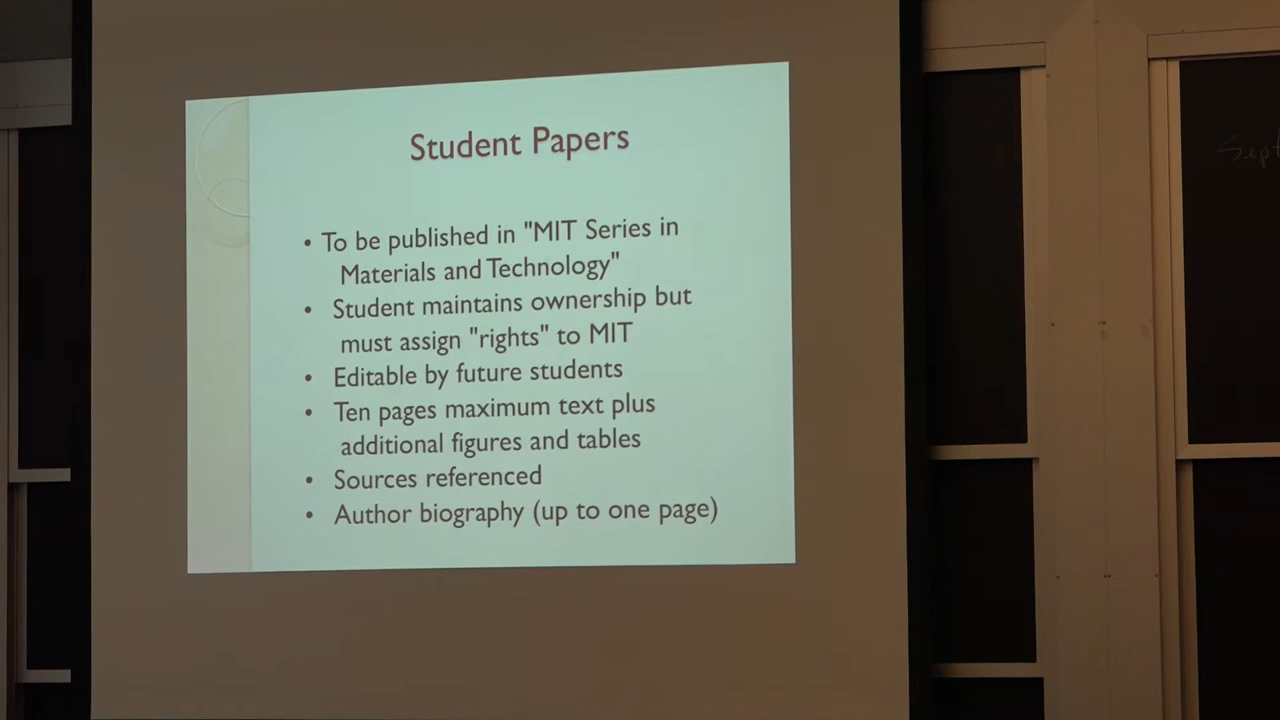 Student Papers
• To be published in "MIT Series in
Materials and Technology"
• Student maintains ownership but
must assign "rights" to MIT
• Editable by future students
• Ten pages maximum text plus
additional figures and tables
• Sources referenced
• Author biography (up to one page)
Sept